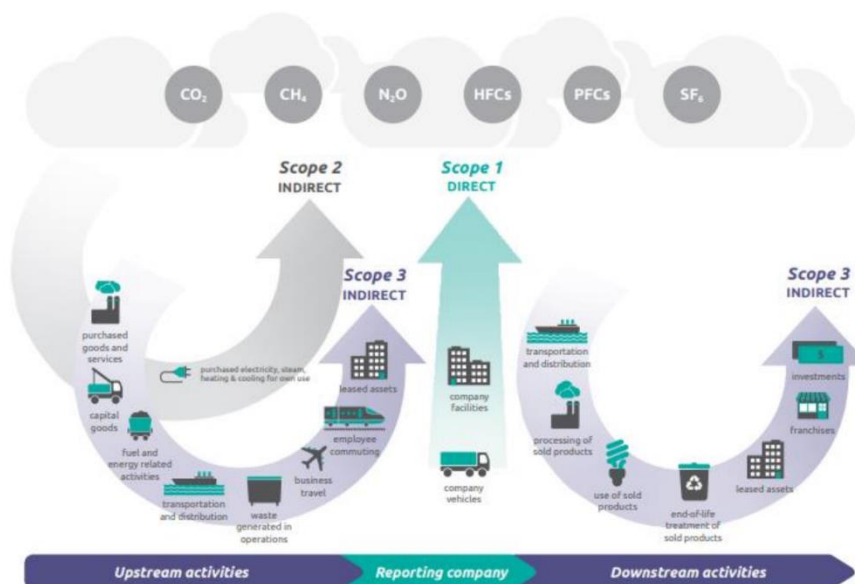 CO₂
CH₄
N₂O
HFCs
PFCs
SF₆
Scope 2
INDIRECT
Scope 1
DIRECT
Scope 3
INDIRECT
Scope 3
INDIRECT
purchased
goods and
services
capital
goods
fuel and
energy related
activities
transportation
and distribution
waste
generated in
operations
business
travel
employee
commuting
leased assets
purchased electricity, steam,
heating & cooling for own use
company
facilities
company
vehicles
transportation
and distribution
processing of
sold products
use of sold
products
end-of-life
treatment of
sold products
leased assets
franchises
investments
$
Upstream activities
Reporting company
Downstream activities